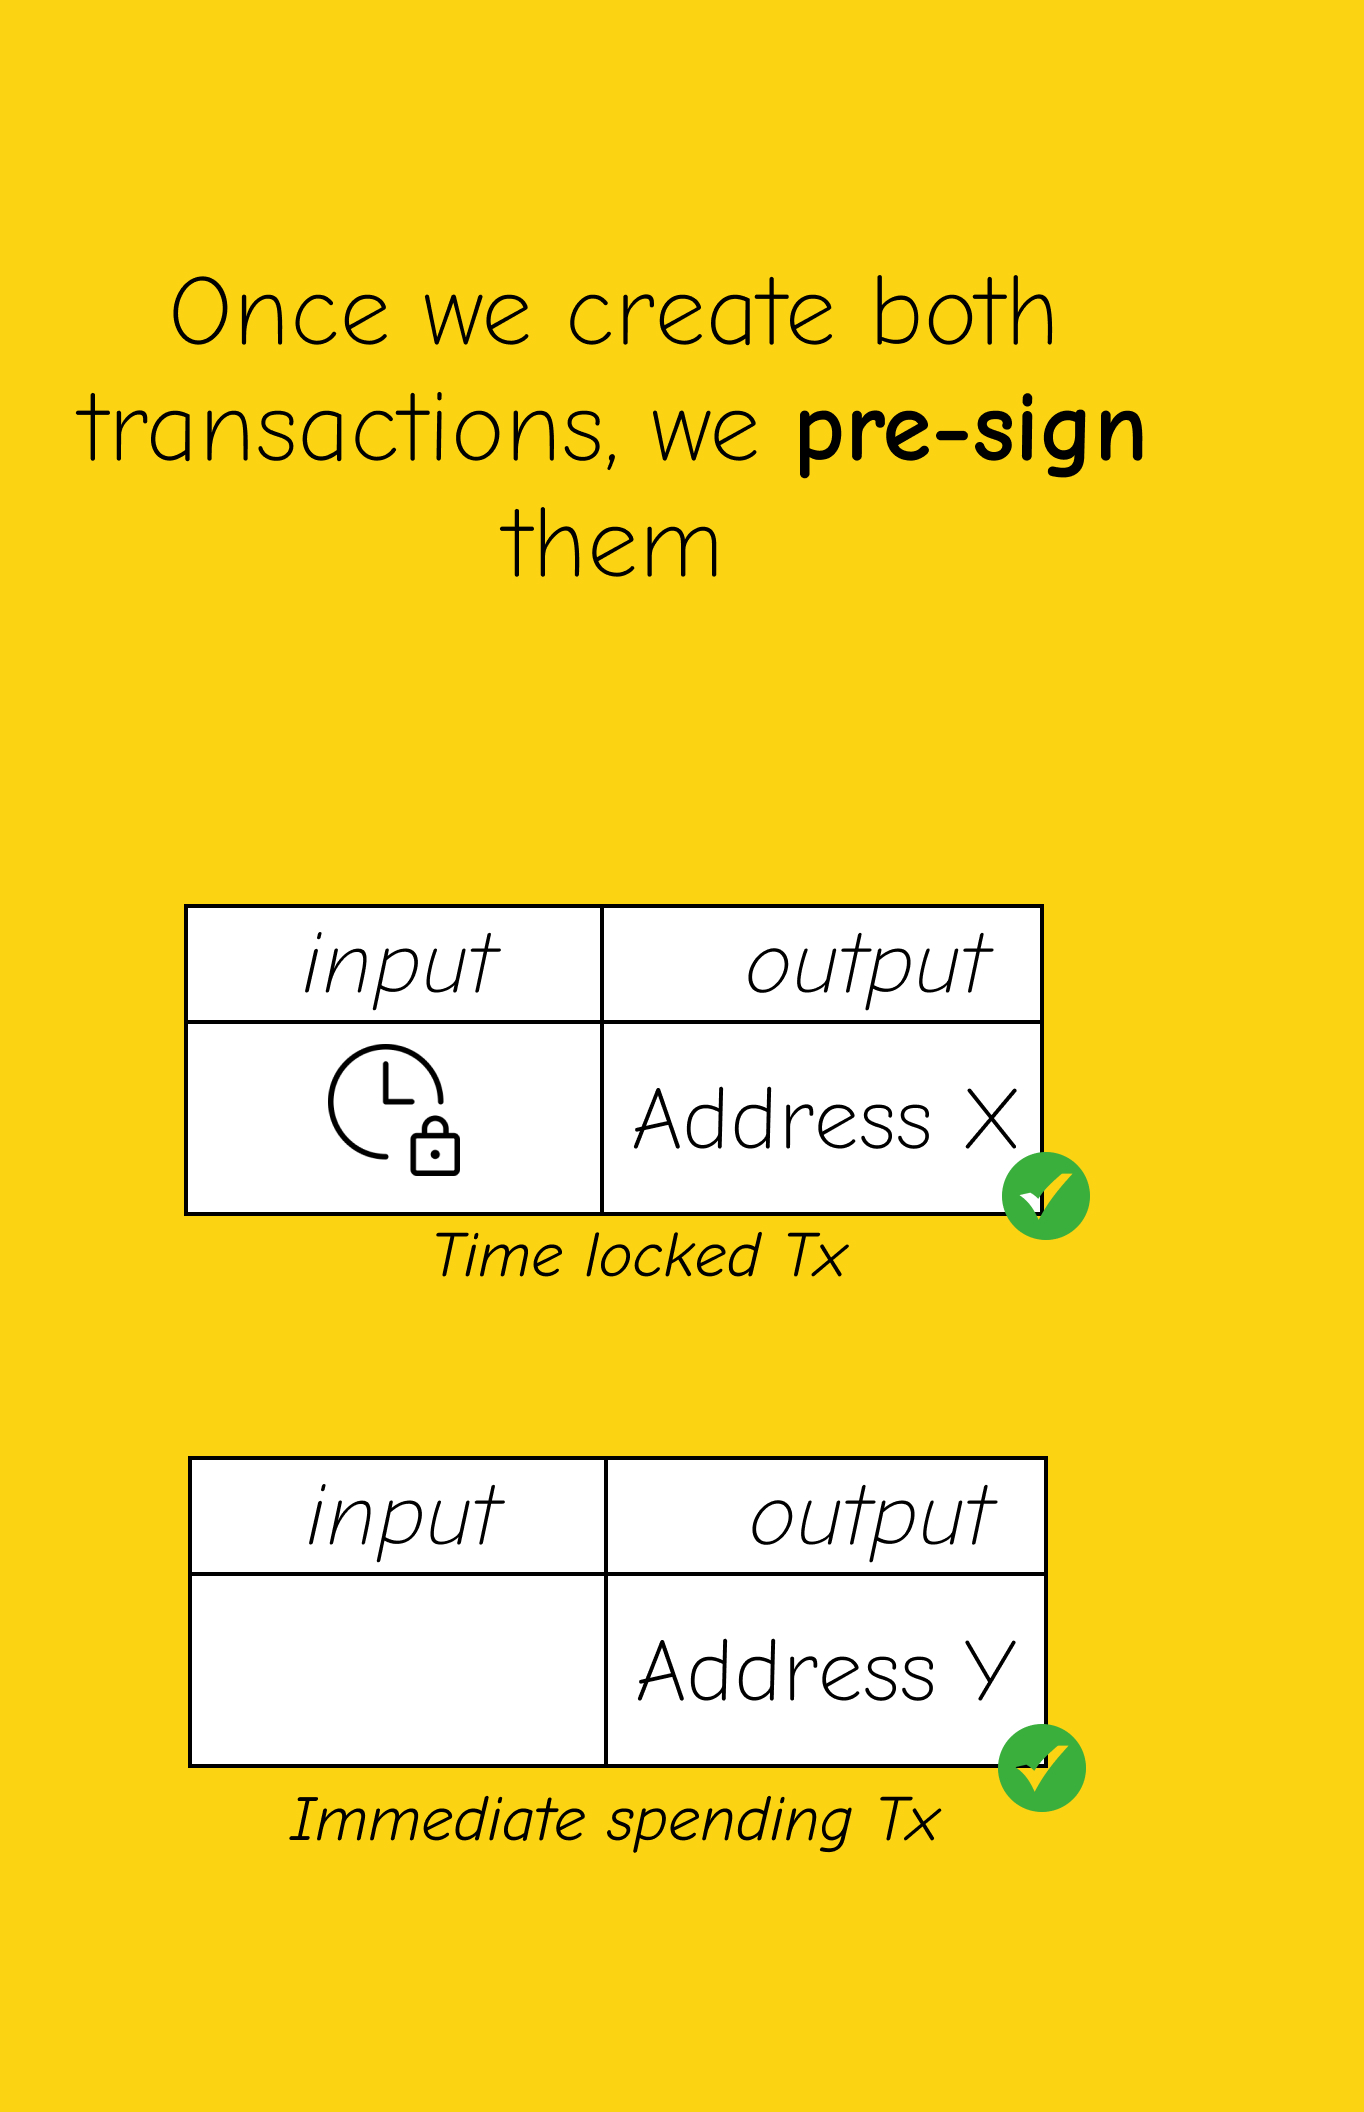 Once we create both
transactions, we pre-sign
them
input output
Address X
Time locked Tx
input output
Address Y
Immediate spending Tx